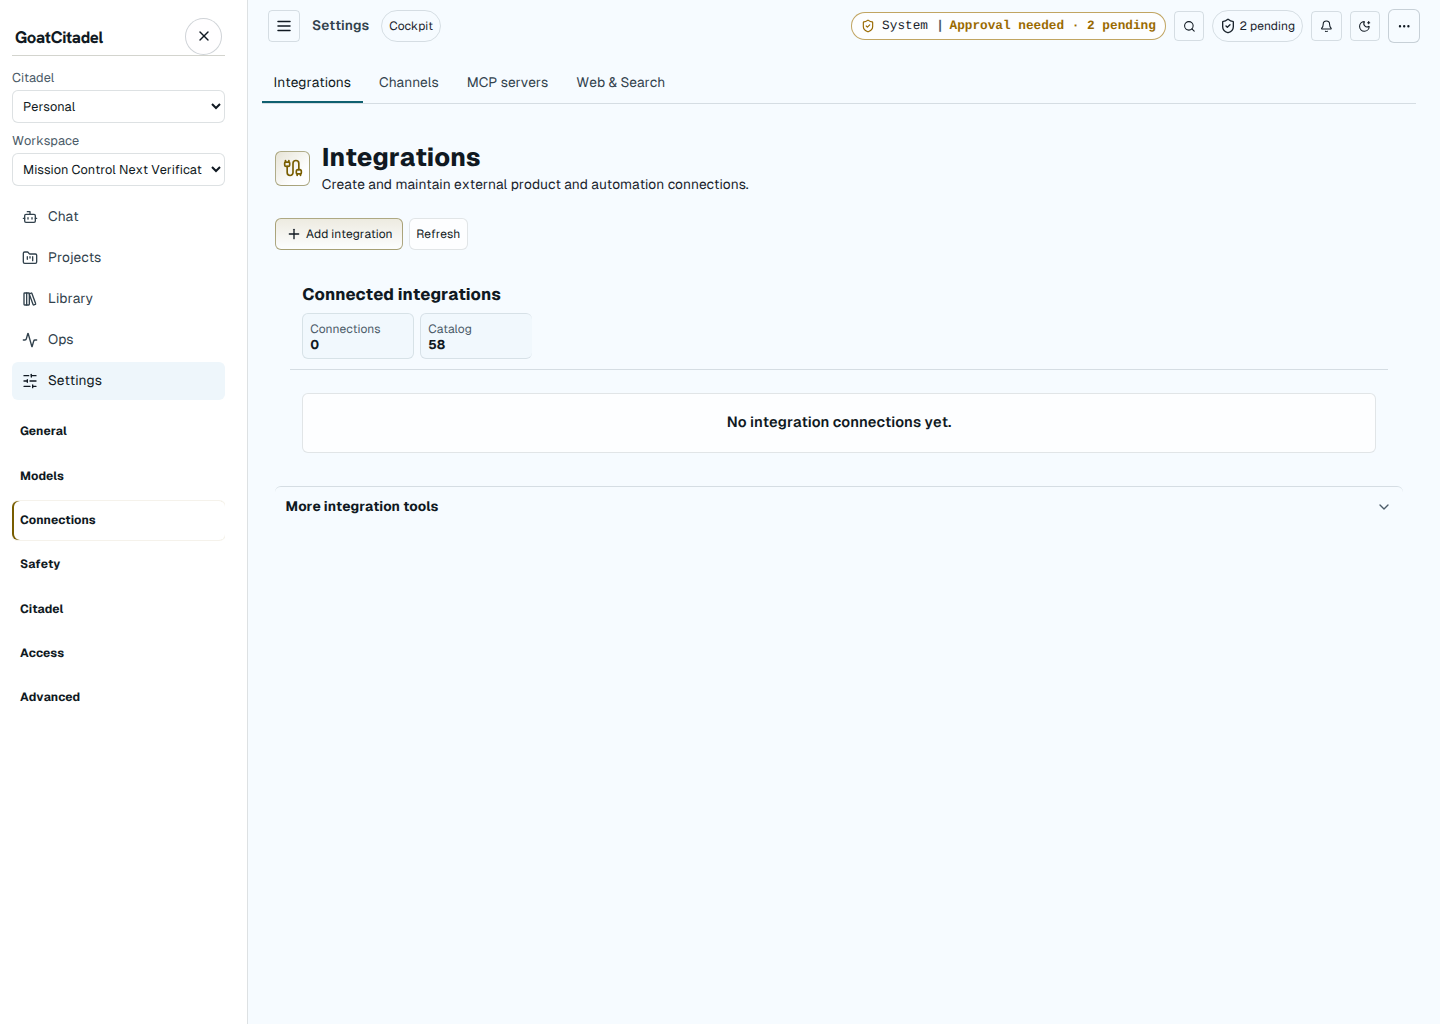 GoatCitadel
Citadel
Personal
Workspace
Mission Control Next Verificat
Chat
Projects
Library
Ops
Settings
General
Models
Connections
Safety
Citadel
Access
Advanced
Settings
Cockpit
System | Approval needed · 2 pending
2 pending
Integrations
Channels
MCP servers
Web & Search
Integrations
Create and maintain external product and automation connections.
Add integration
Refresh
Connected integrations
Connections
0
Catalog
58
No integration connections yet.
More integration tools